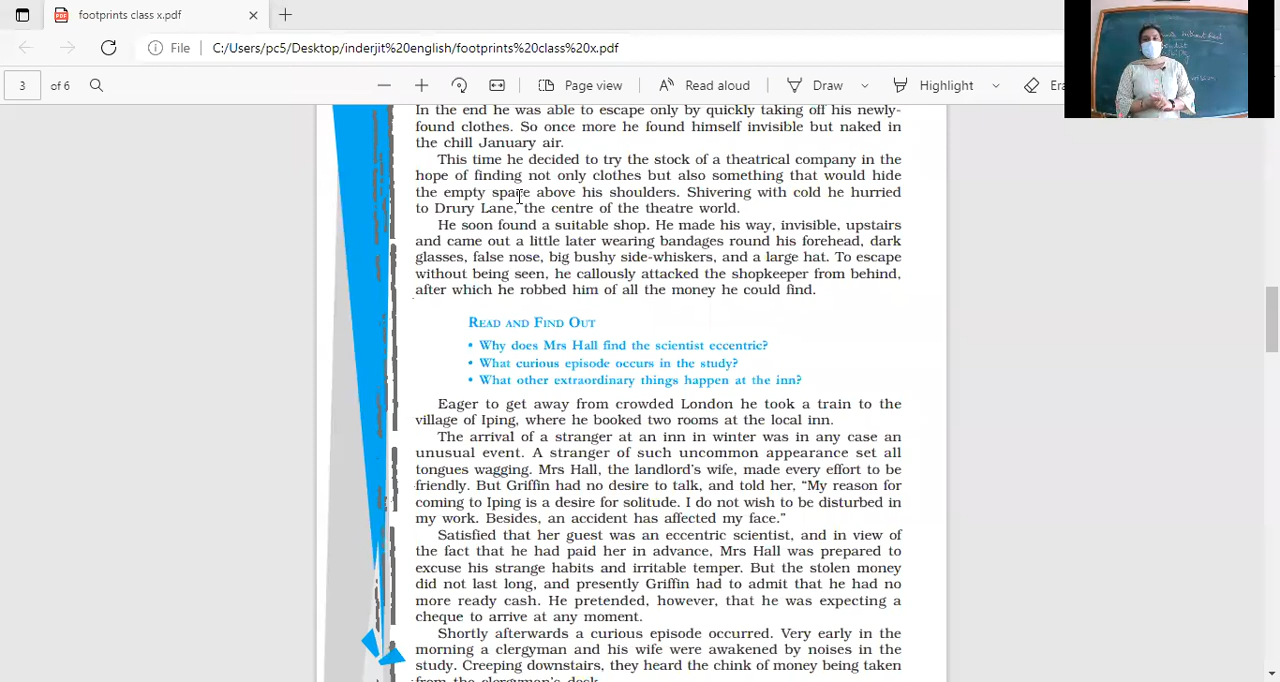 footprints class x.pdf
File
C:/Users/pc5/Desktop/inderjit%20english/footprints%20class%20x.pdf
3 of 6
Page view
Read aloud
Draw
Highlight
In the end he was able to escape only by quickly taking off his newly-
found clothes. So once more he found himself invisible but naked in
the chill January air.
This time he decided to try the stock of a theatrical company in the
hope of finding not only clothes but also something that would hide
the empty space above his shoulders. Shivering with cold he hurried
to Drury Lane, the centre of the theatre world.
He soon found a suitable shop. He made his way, invisible, upstairs
and came out a little later wearing bandages round his forehead, dark
glasses, false nose, big bushy side-whiskers, and a large hat. To escape
without being seen, he callously attacked the shopkeeper from behind,
after which he robbed him of all the money he could find.
READ AND FIND OUT
• Why does Mrs Hall find the scientist eccentric?
• What curious episode occurs in the study?
• What other extraordinary things happen at the inn?
Eager to get away from crowded London he took a train to the
village of Iping, where he booked two rooms at the local inn.
The arrival of a stranger at an inn in winter was in any case an
unusual event. A stranger of such uncommon appearance set all
tongues wagging. Mrs Hall, the landlord's wife, made every effort to be
friendly. But Griffin had no desire to talk, and told her, “My reason for
coming to Iping is a desire for solitude. I do not wish to be disturbed in
my work. Besides, an accident has affected my face.”
Satisfied that her guest was an eccentric scientist, and in view of
the fact that he had paid her in advance, Mrs Hall was prepared to
excuse his strange habits and irritable temper. But the stolen money
did not last long, and presently Griffin had to admit that he had no
more ready cash. He pretended, however, that he was expecting a
cheque to arrive at any moment.
Shortly afterwards a curious episode occurred. Very early in the
morning a clergyman and his wife were awakened by noises in the
study. Creeping downstairs, they heard the chink of money being taken
from the clergyman's desk.